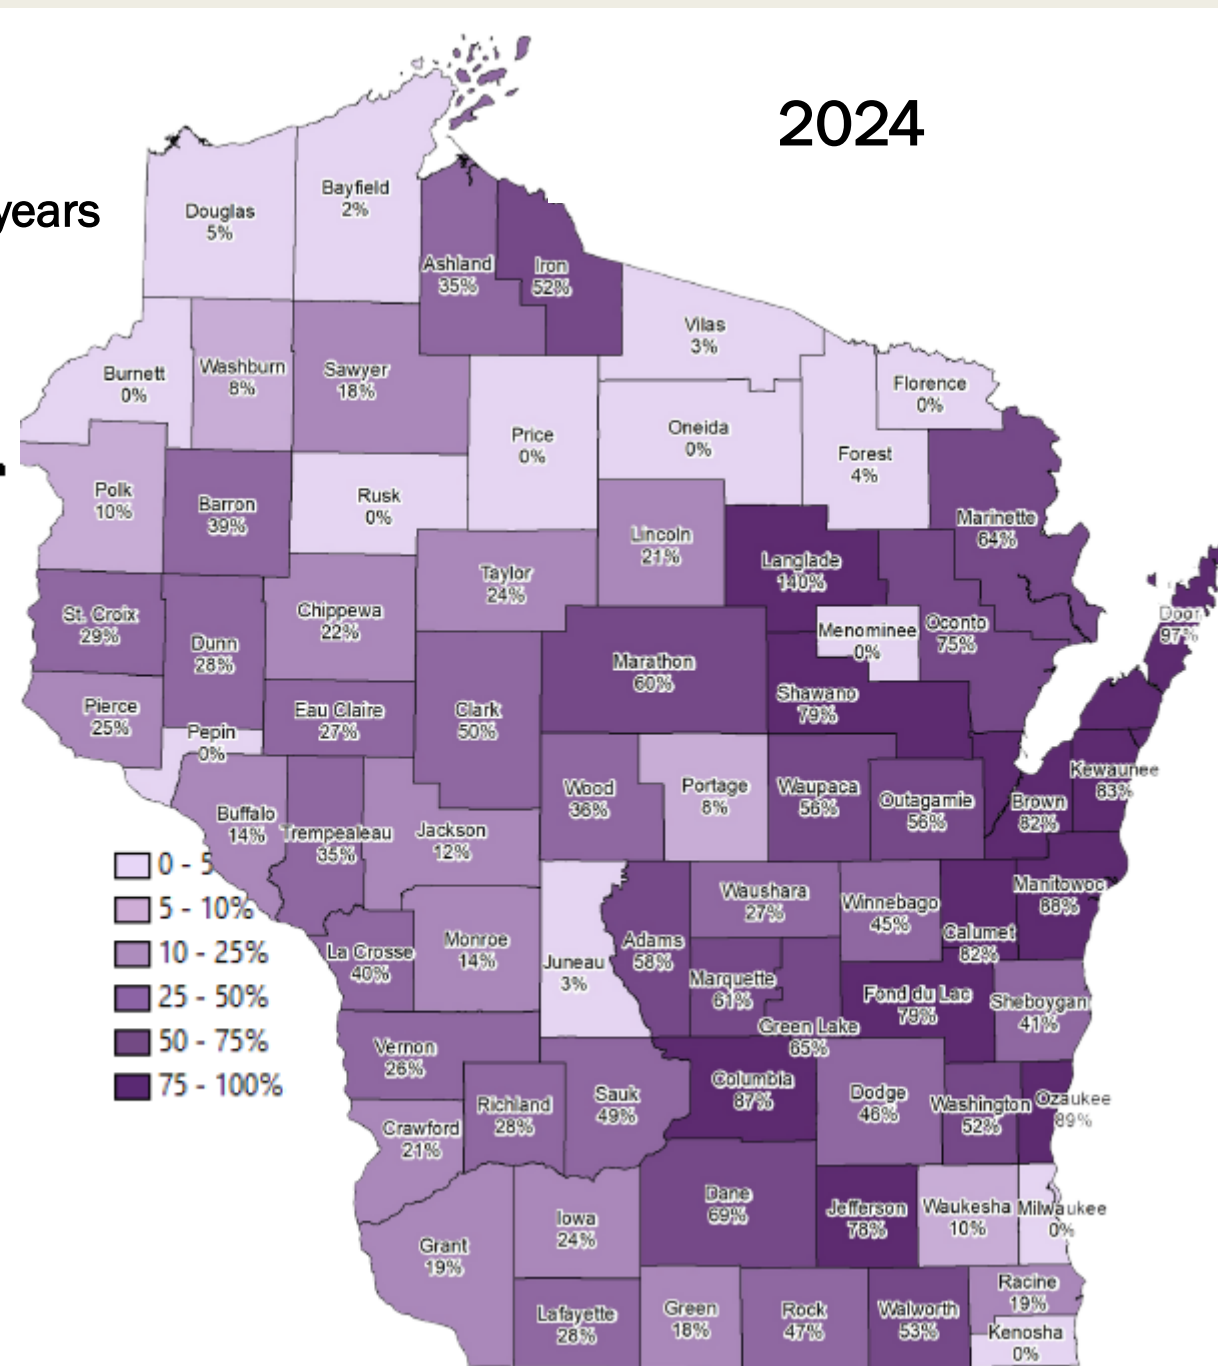 2024
years
Bayfield
2%
Douglas
5%
Ashland
35%
Iron
52%
Vilas
3%
Burnett
0%
Washburn
8%
Sawyer
18%
Florence
0%
Price
0%
Oneida
0%
Forest
4%
Polk
10%
Barron
39%
Rusk
0%
Lincoln
21%
Marinette
64%
Langlade
140%
Taylor
24%
St. Croix
29%
Dunn
28%
Chippewa
22%
Menominee
0%
Oconto
75%
Door
97%
Marathon
60%
Shawano
79%
Pierce
25%
Pepin
0%
Eau Claire
27%
Clark
50%
Wood
36%
Portage
8%
Waupaca
56%
Outagamie
56%
Brown
82%
Kewaunee
83%
Buffalo
14%
Trempealeau
35%
Jackson
12%
Waushara
27%
Winnebago
45%
Calumet
82%
Manitowoc
88%
La Crosse
40%
Monroe
14%
Juneau
3%
Adams
58%
Marquette
61%
Green Lake
65%
Fond du Lac
79%
Sheboygan
41%
Vernon
26%
Richland
28%
Sauk
49%
Columbia
87%
Dodge
46%
Washington
52%
Ozaukee
89%
Crawford
21%
Grant
19%
Iowa
24%
Dane
69%
Jefferson
78%
Waukesha
10%
Milwaukee
0%
Lafayette
28%
Green
18%
Rock
47%
Walworth
53%
Racine
19%
Kenosha
0%
0 - 5
5 - 10%
10 - 25%
25 - 50%
50 - 75%
75 - 100%